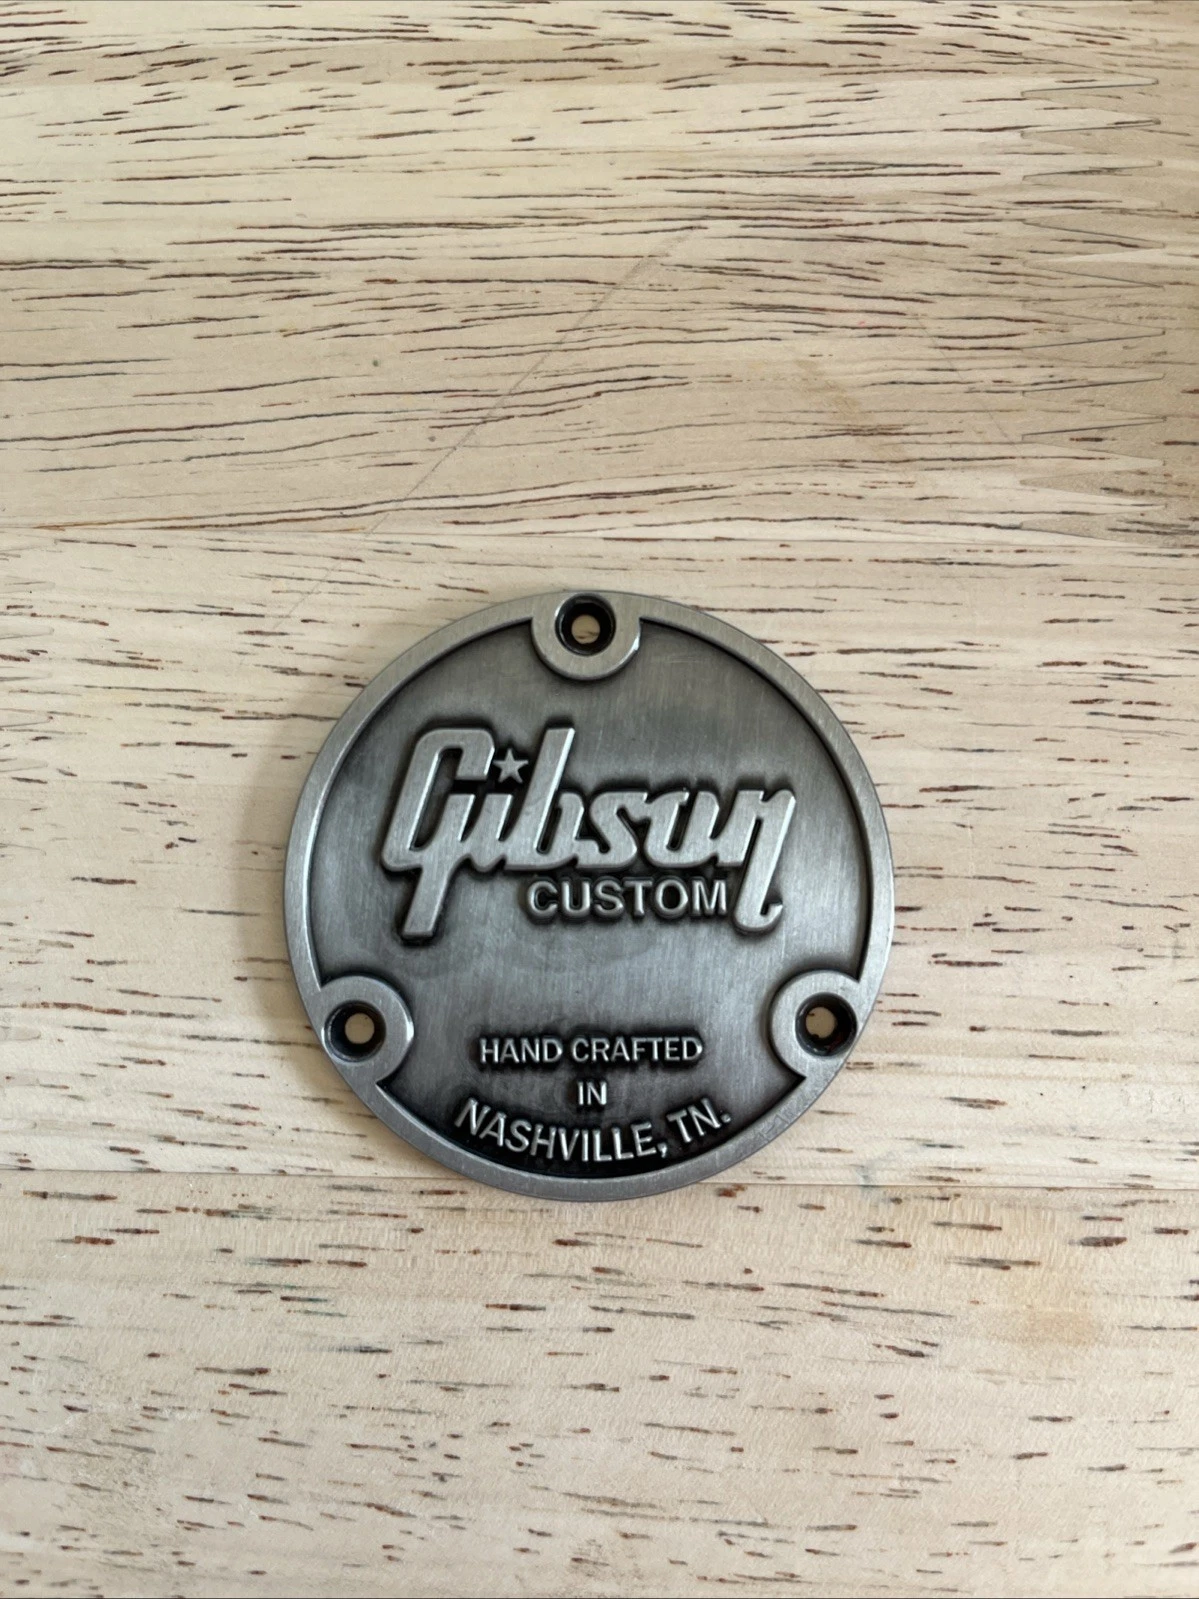 Gibson
CUSTOM
HAND CRAFTED
IN
NASHVILLE, TN.